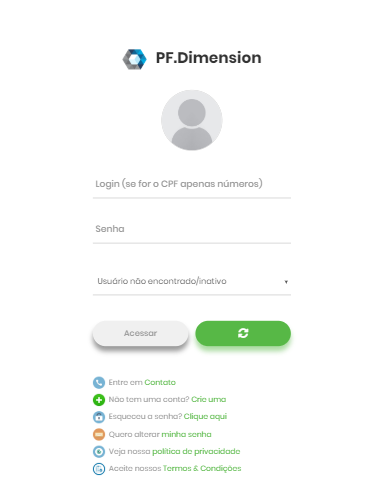 PF.Dimension
Login (se for o CPF apenas números)
Senha
Usuário não encontrado/inativo
Acessar
Entre em Contato
Não tem uma conta? Crie uma
Esqueceu a senha? Clique aqui
Quero alterar minha senha
Veja nossa política de privacidade
Aceite nossos Termos & Condições